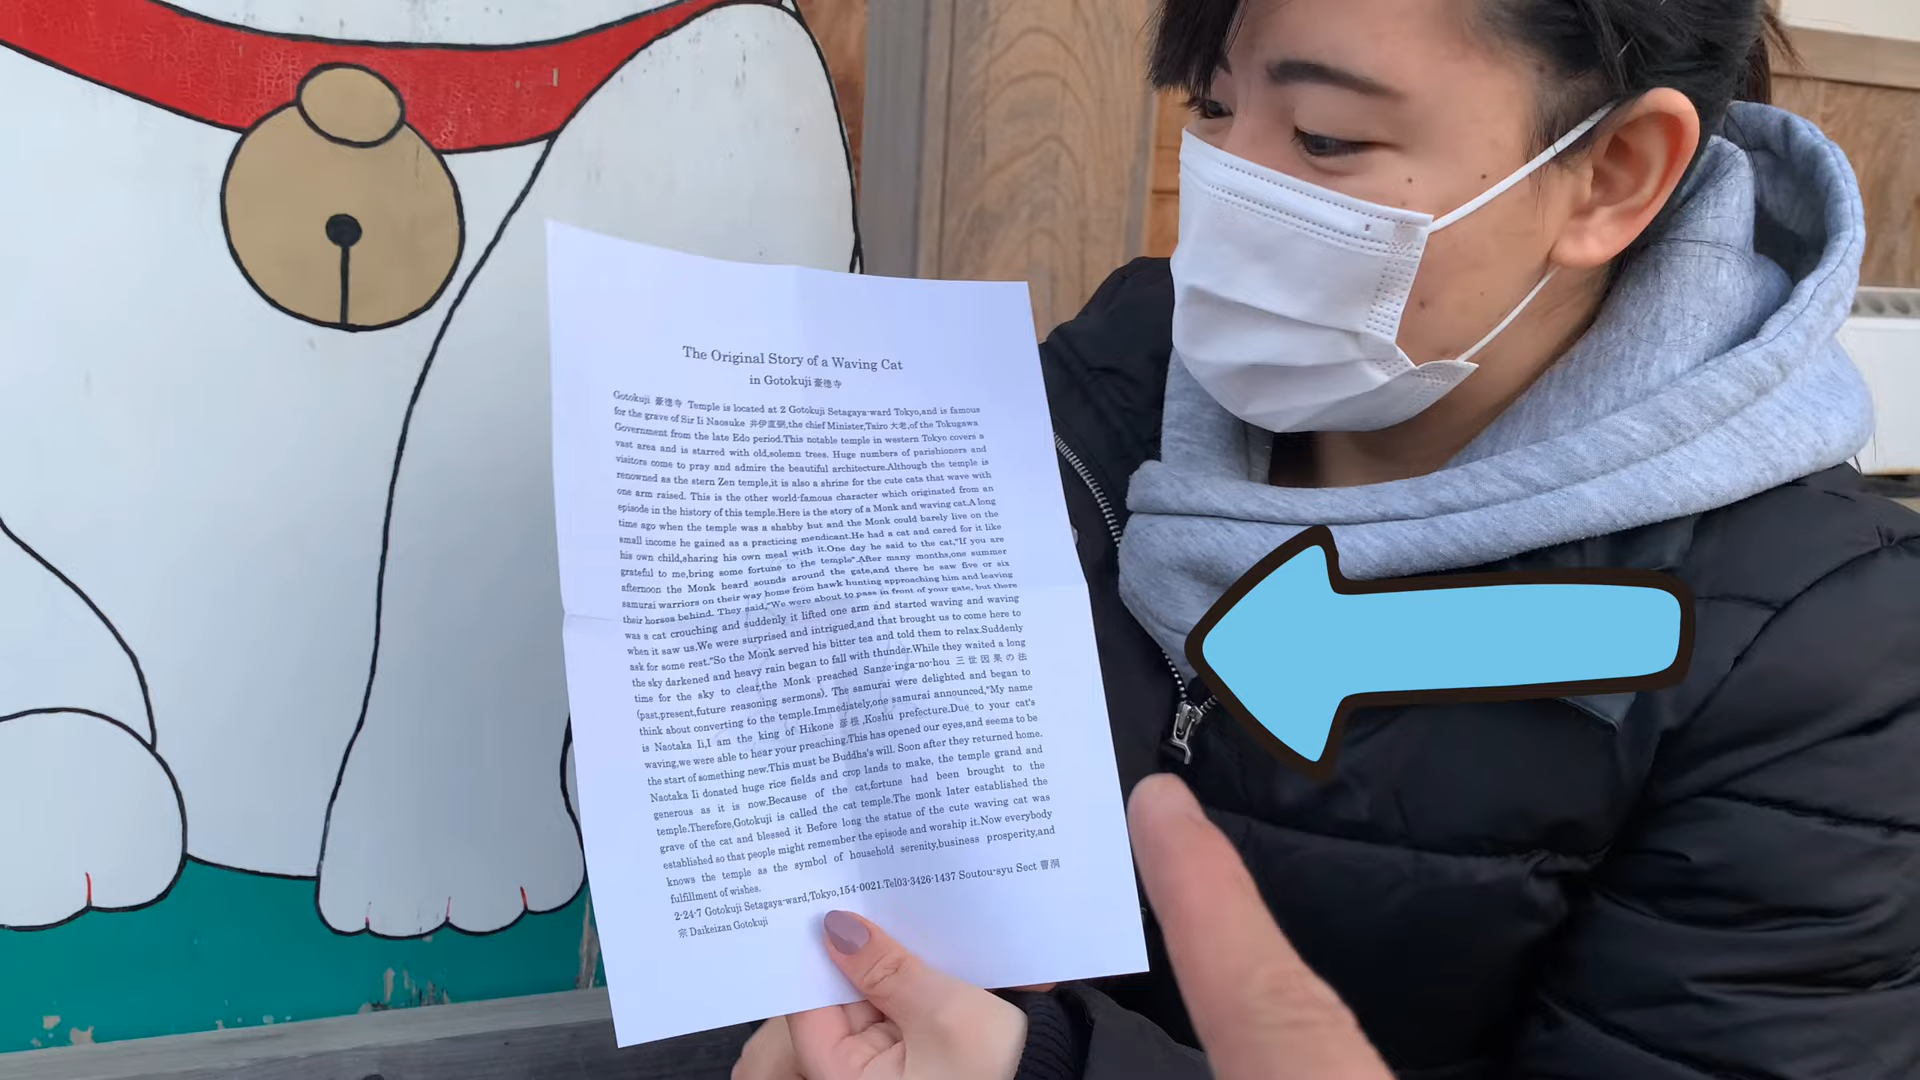 The Original Story of a Waving Cat
in Gotokuji 豪徳寺
Gotokuji 豪徳寺 Temple is located at 2 Gotokuji Setagaya-ward Tokyo,and is famous
for the grave of Sir Ii Naosuke 井伊直弼,the chief Minister,Tairo 大老,of the Tokugawa
Government from the late Edo period.This notable temple in western Tokyo covers a
vast area and is starred with old,solemn trees. Huge numbers of parishioners and
visitors come to pray and admire the beautiful architecture.Although the temple is
renowned as the stern Zen temple,it is also a shrine for the cute cats that wave with
one arm raised. This is the other world-famous character which originated from an
episode in the history of this temple.Here is the story of a Monk and waving cat.A long
time ago when the temple was a shabby but and the Monk could barely live on the
small income he gained as a practicing mendicant.He had a cat and cared for it like
his own child,sharing his own meal with it.One day he said to the cat,"If you are
grateful to me,bring some fortune to the temple"After many months,one summer
afternoon the Monk heard sounds around the gate,and there he saw five or six
samurai warriors on their way home from hawk hunting approaching him and leaving
their horses behind. They said,"We were about to pass in front of your gate, but there
was a cat crouching and suddenly it lifted one arm and started waving and waving
when it saw us.We were surprised and intrigued,and that brought us to come here to
ask for some rest."So the Monk served his bitter tea and told them to relax.Suddenly
the sky darkened and heavy rain began to fall with thunder.While they waited a long
time for the sky to clear,the Monk preached Sanze-inga-no-hou 三世因果の法
(past,present,future reasoning sermons). The samurai were delighted and began to
think about converting to the temple.Immediately,one samurai announced,"My name
is Naotaka Ii,I am the king of Hikone 彦根,Koshu prefecture.Due to your cat's
waving,we were able to hear your preaching.This has opened our eyes,and seems to be
the start of something new.This must be Buddha's will. Soon after they returned home.
Naotaka Ii donated huge rice fields and crop lands to make, the temple grand and
generous as it is now.Because of the cat,fortune had been brought to the
temple.Therefore,Gotokuji is called the cat temple.The monk later established the
grave of the cat and blessed it Before long the statue of the cute waving cat was
established so that people might remember the episode and worship it.Now everybody
knows the temple as the symbol of household serenity,business prosperity,and
fulfillment of wishes.
2-24-7 Gotokuji Setagaya-ward,Tokyo,154-0021.Tel03-3426-1437 Soutou-syu Sect 曹洞
宗 Daikeizan Gotokuji